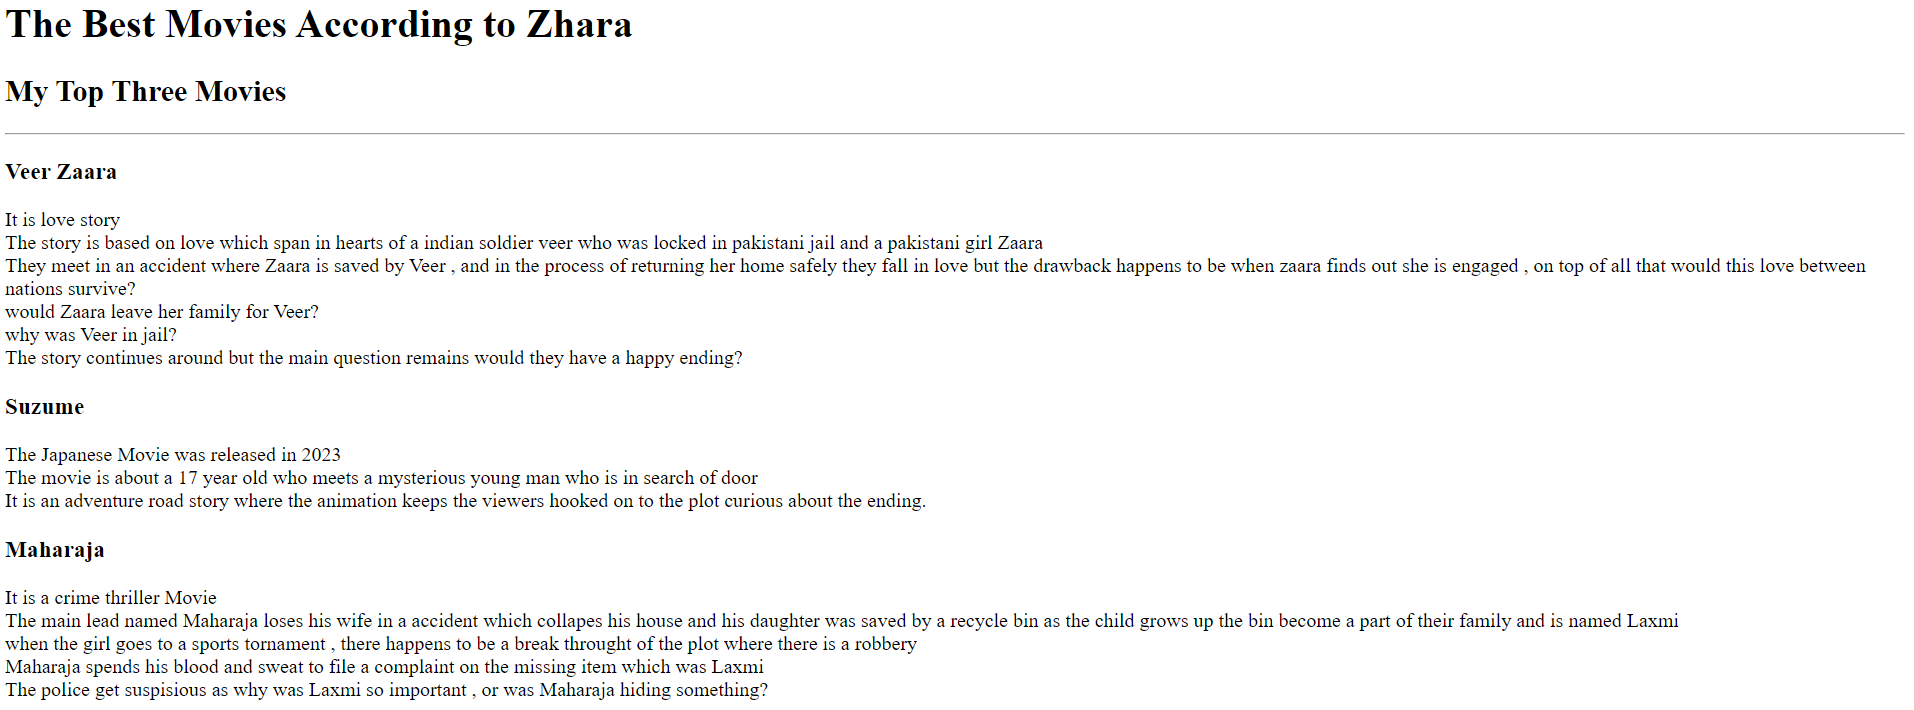 The Best Movies According to Zhara
My Top Three Movies
Veer Zaara
It is love story
The story is based on love which span in hearts of a indian soldier veer who was locked in pakistani jail and a pakistani girl Zaara
They meet in an accident where Zaara is saved by Veer , and in the process of returning her home safely they fall in love but the drawback happens to be when zaara finds out she is engaged , on top of all that would this love between
nations survive?
would Zaara leave her family for Veer?
why was Veer in jail?
The story continues around but the main question remains would they have a happy ending?
Suzume
The Japanese Movie was released in 2023
The movie is about a 17 year old who meets a mysterious young man who is in search of door
It is an adventure road story where the animation keeps the viewers hooked on to the plot curious about the ending.
Maharaja
It is a crime thriller Movie
The main lead named Maharaja loses his wife in a accident which collapes his house and his daughter was saved by a recycle bin as the child grows up the bin become a part of their family and is named Laxmi
when the girl goes to a sports tornament , there happens to be a break throught of the plot where there is a robbery
Maharaja spends his blood and sweat to file a complaint on the missing item which was Laxmi
The police get suspisious as why was Laxmi so important , or was Maharaja hiding something?